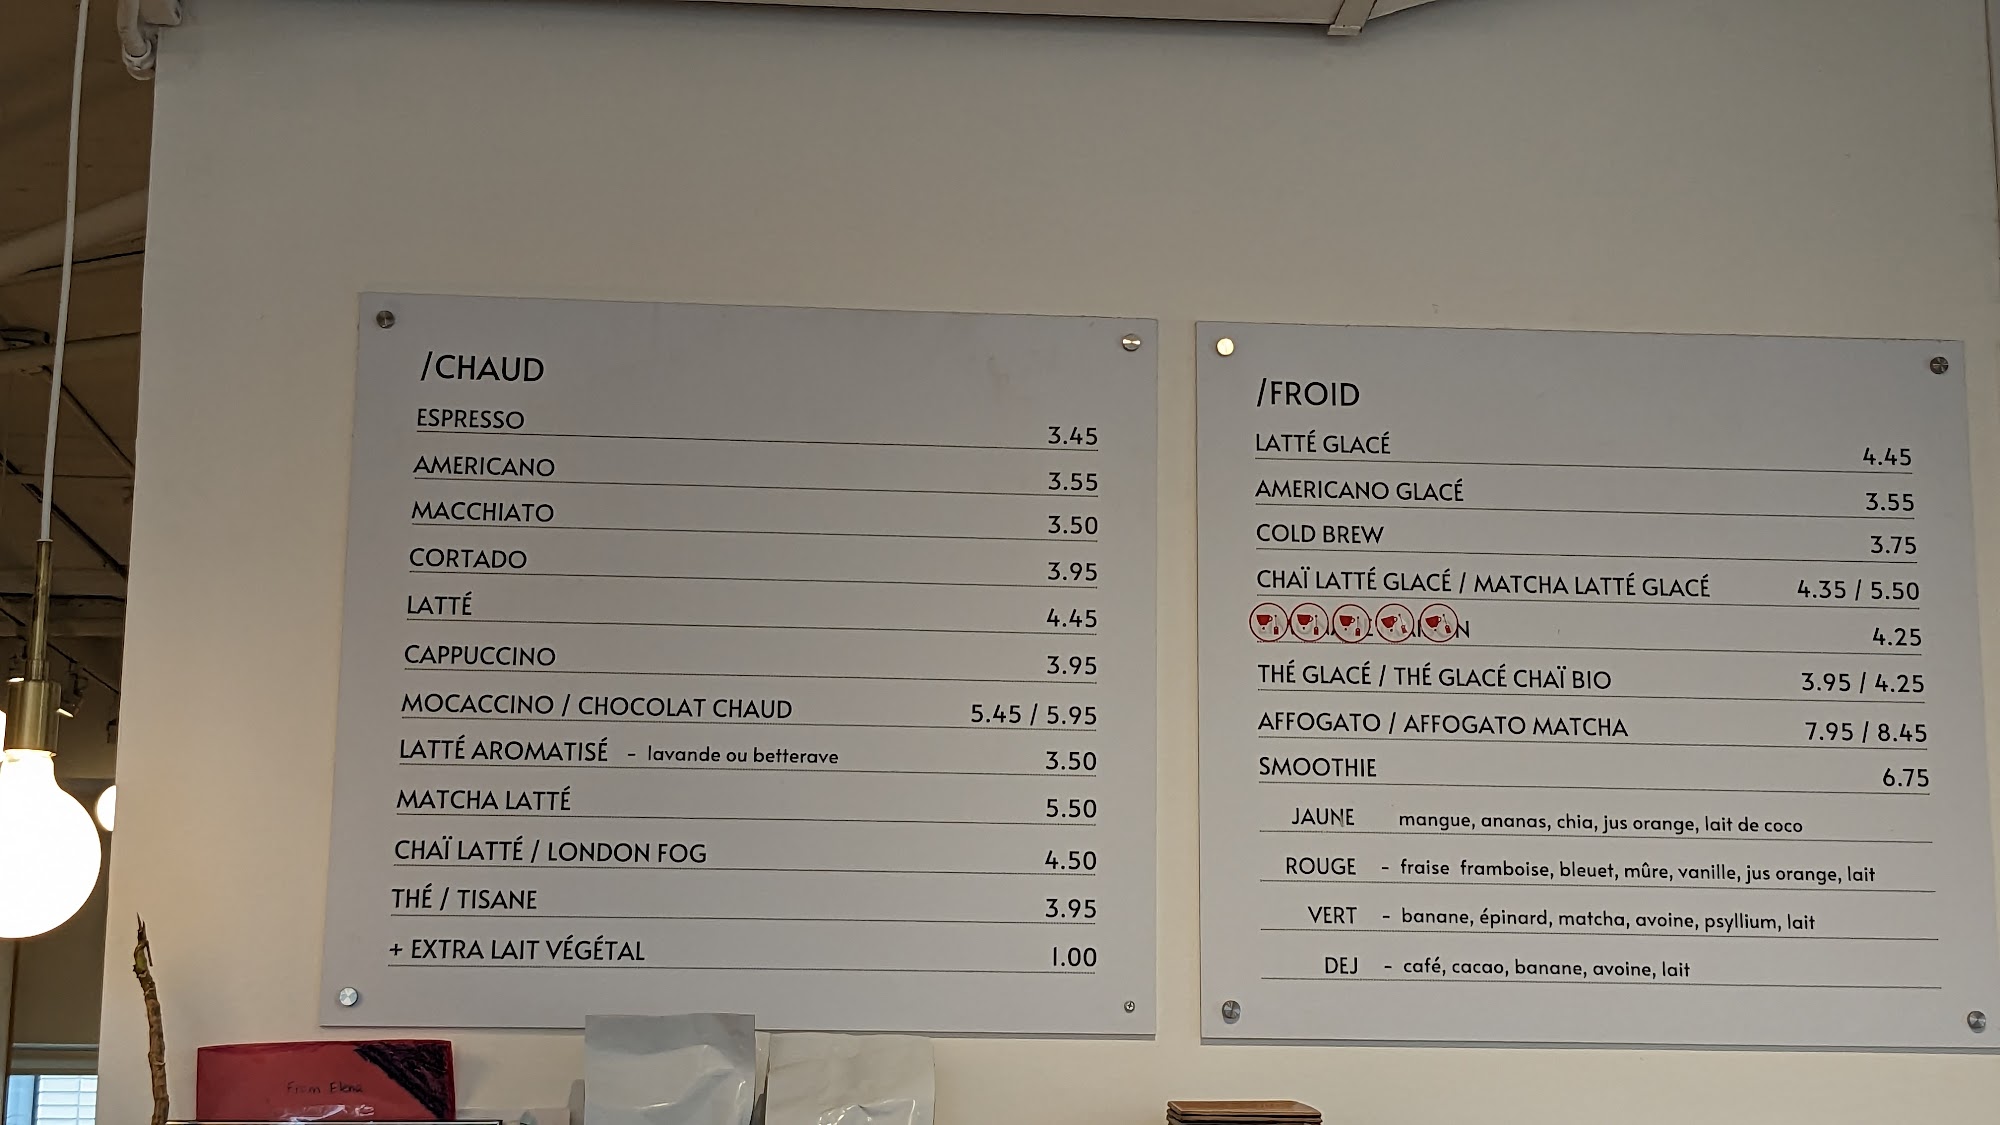 /CHAUD
ESPRESSO 3.45
AMERICANO 3.55
MACCHIATO 3.50
CORTADO 3.95
LATTÉ 4.45
CAPPUCCINO 3.95
MOCACCINO / CHOCOLAT CHAUD 5.45 / 5.95
LATTÉ AROMATISÉ - lavande ou betterave 3.50
MATCHA LATTÉ 5.50
CHAÏ LATTÉ / LONDON FOG 4.50
THÉ / TISANE 3.95
+ EXTRA LAIT VÉGÉTAL 1.00
/FROID
LATTÉ GLACÉ 4.45
AMERICANO GLACÉ 3.55
COLD BREW 3.75
CHAÏ LATTÉ GLACÉ / MATCHA LATTÉ GLACÉ 4.35 / 5.50
4.25
THÉ GLACÉ / THÉ GLACÉ CHAÏ BIO 3.95 / 4.25
AFFOGATO / AFFOGATO MATCHA 7.95 / 8.45
SMOOTHIE 6.75
JAUNE mangue, ananas, chia, jus orange, lait de coco
ROUGE - fraise framboise, bleuet, mûre, vanille, jus orange, lait
VERT - banane, épinard, matcha, avoine, psyllium, lait
DEJ - café, cacao, banane, avoine, lait
From Elena